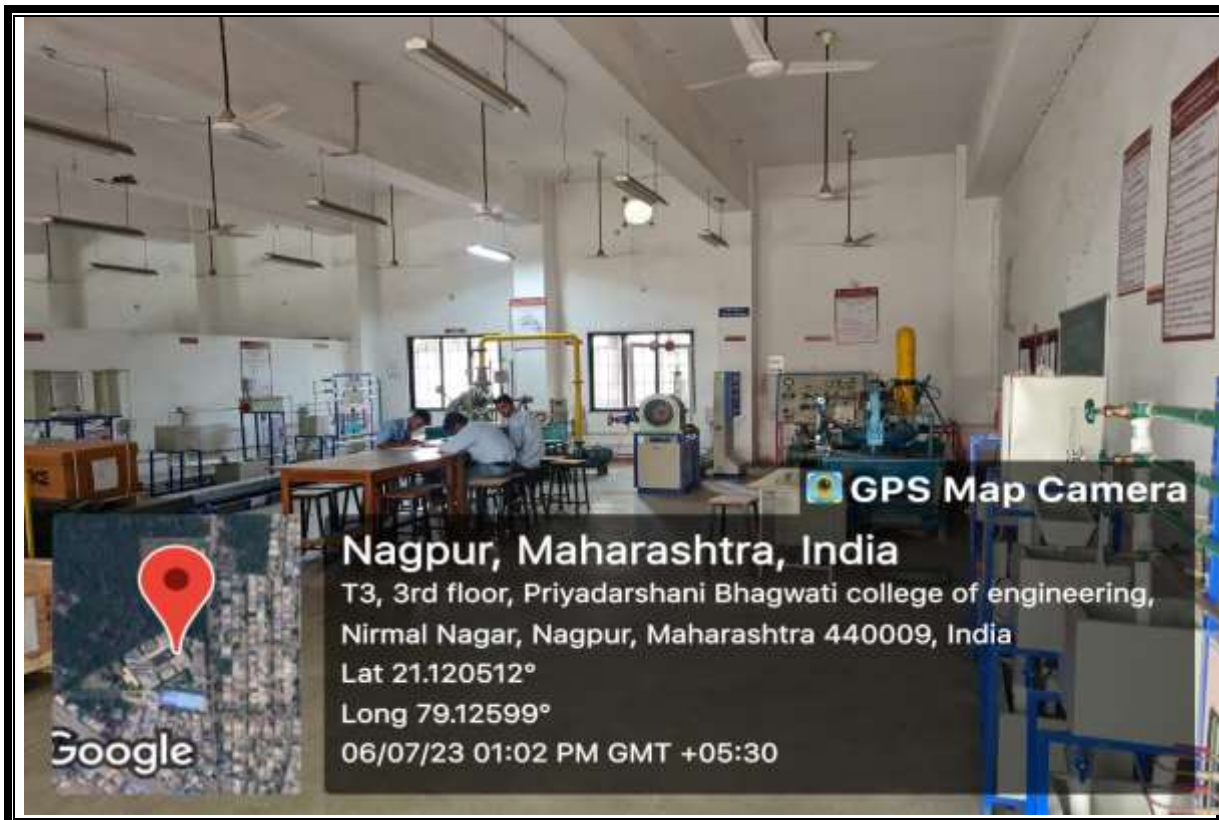 GPS Map Camera
Nagpur, Maharashtra, India
T3, 3rd floor, Priyadarshani Bhagwati college of engineering,
Nirmal Nagar, Nagpur, Maharashtra 440009, India
Lat 21.120512°
Long 79.12599°
06/07/23 01:02 PM GMT +05:30
Google